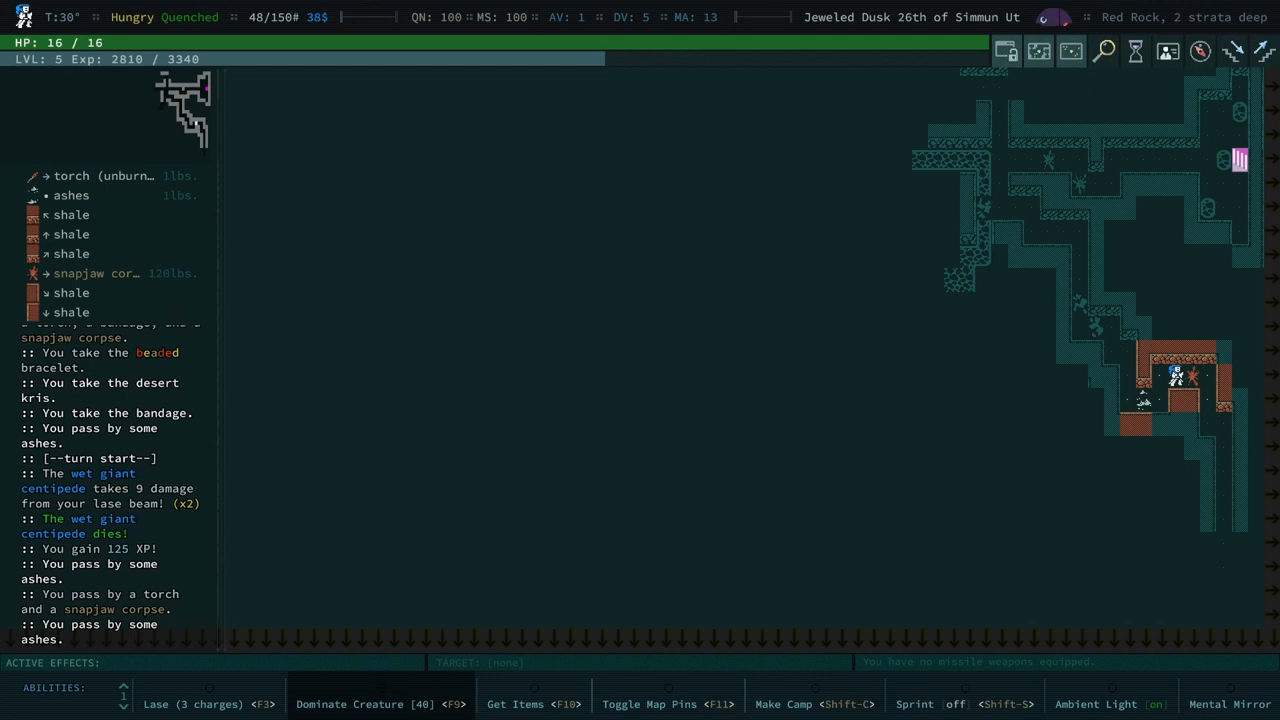 T:30° Hungry Quenched 48/150# 38$ QN: 100 MS: 100 AV: 1 DV: 5 MA: 13 Jeweled Dusk 26th of Simmun Ut Red Rock, 2 strata deep
HP: 16 / 16
LVL: 5 Exp: 2810 / 3340
torch (unburn… 1lbs.
ashes 1lbs.
shale
shale
shale
snapjaw cor… 120lbs.
shale
shale
a torch, a bandage, and a
snapjaw corpse.
:: You take the beaded
bracelet.
:: You take the desert
kris.
:: You take the bandage.
:: You pass by some
ashes.
:: [--turn start--]
:: The wet giant
centipede takes 9 damage
from your lase beam! (x2)
:: The wet giant
centipede dies!
:: You gain 125 XP!
:: You pass by some
ashes.
:: You pass by a torch
and a snapjaw corpse.
:: You pass by some
ashes.
ACTIVE EFFECTS: TARGET: [none] You have no missile weapons equipped.
ABILITIES: 1 Lase (3 charges) <F3> Dominate Creature [40] <F9> Get Items <F10> Toggle Map Pins <F11> Make Camp <Shift-C> Sprint [off] <Shift-S> Ambient Light [on] Mental Mirror